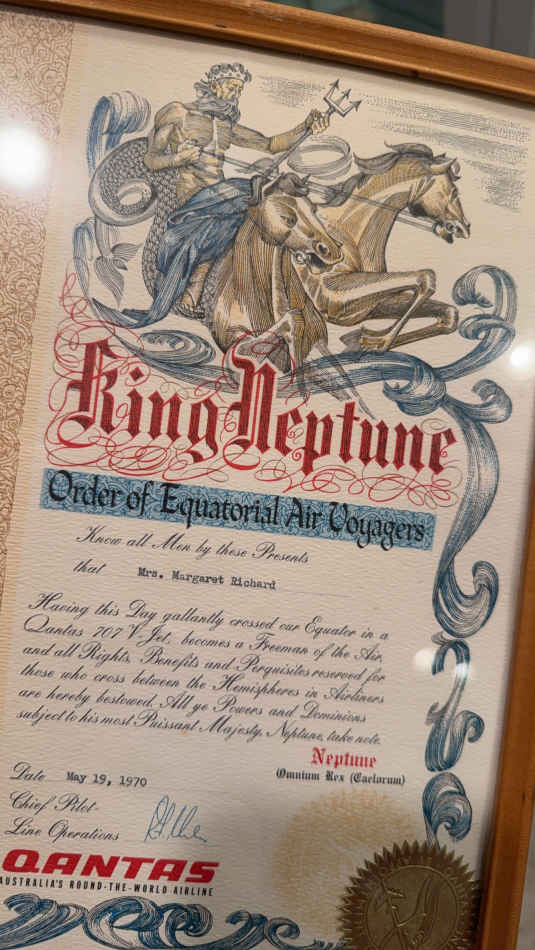 King Neptune
Order of Equatorial Air Voyagers
Know all Men by these Presents
that Mrs. Margaret Richard
Having this Day gallantly crossed our Equator in a
Qantas 707 V-Jet, becomes a Freeman of the Air,
and all Rights, Benefits and Perquisites reserved for
those who cross between the Hemispheres in Airliners
are hereby bestowed. All ye Powers and Dominions
subject to his most Puissant Majesty, Neptune, take note.
Neptune
Omnium Rex (Caelorum)
Date May 19, 1970
Chief Pilot
Line Operations
QANTAS
AUSTRALIA'S ROUND-THE-WORLD AIRLINE